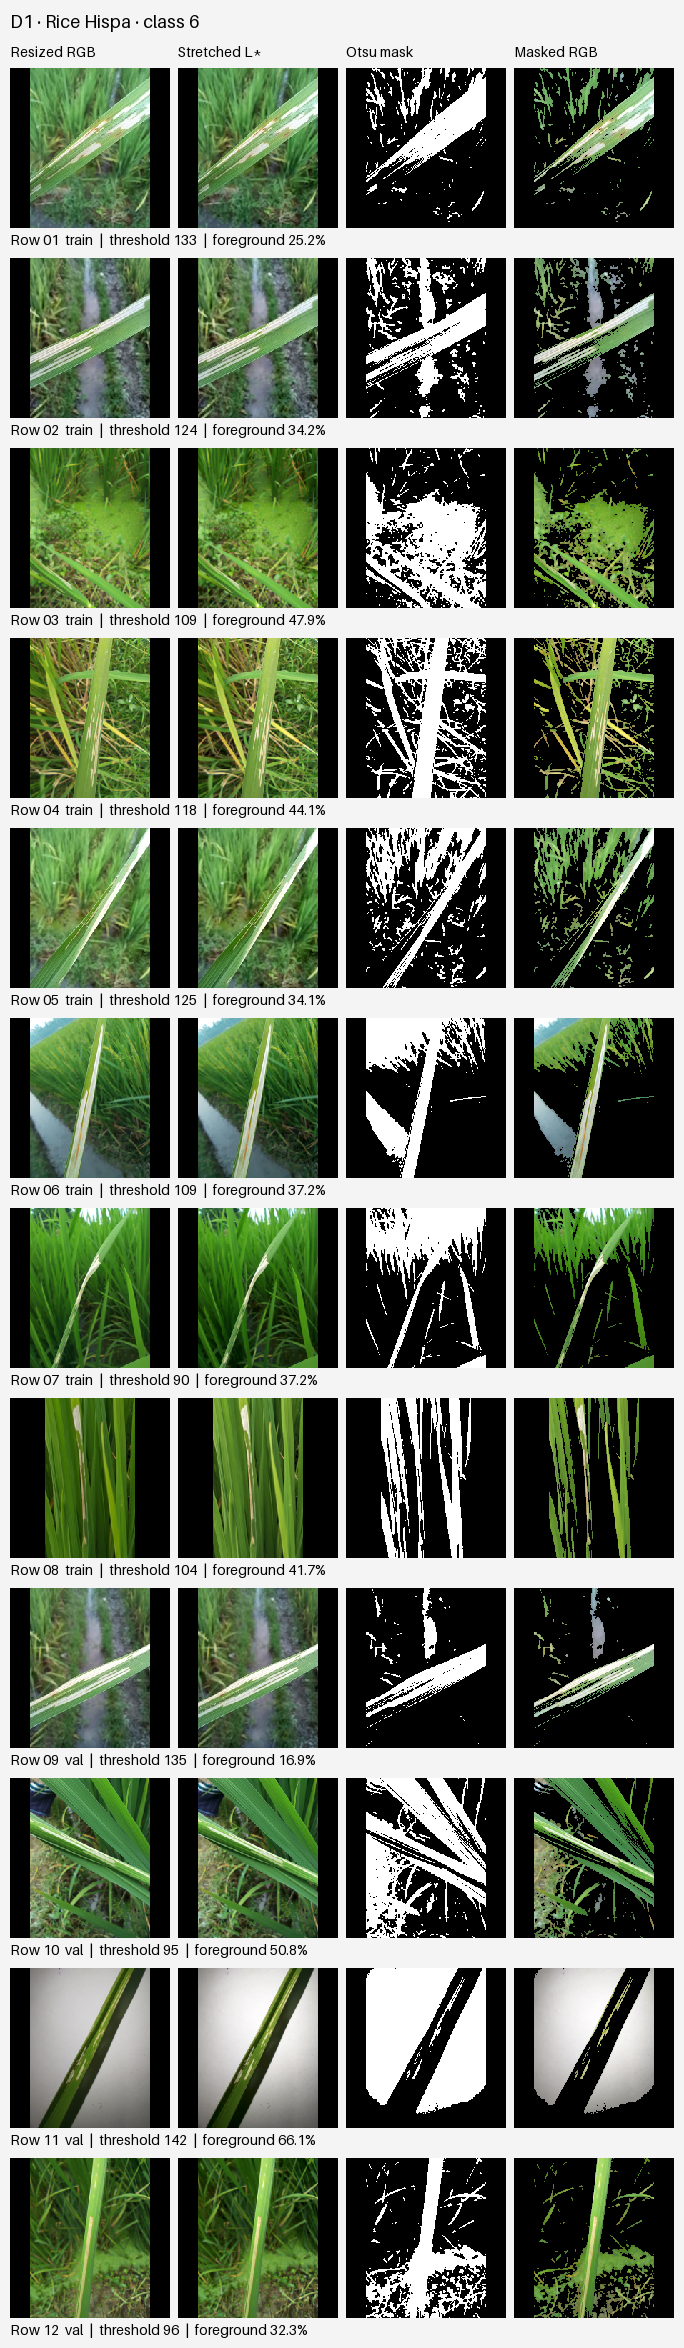 D1 · Rice Hispa · class 6
Resized RGB Stretched L* Otsu mask Masked RGB
Row 01 train | threshold 133 | foreground 25.2%
Row 02 train | threshold 124 | foreground 34.2%
Row 03 train | threshold 109 | foreground 47.9%
Row 04 train | threshold 118 | foreground 44.1%
Row 05 train | threshold 125 | foreground 34.1%
Row 06 train | threshold 109 | foreground 37.2%
Row 07 train | threshold 90 | foreground 37.2%
Row 08 train | threshold 104 | foreground 41.7%
Row 09 val | threshold 135 | foreground 16.9%
Row 10 val | threshold 95 | foreground 50.8%
Row 11 val | threshold 142 | foreground 66.1%
Row 12 val | threshold 96 | foreground 32.3%